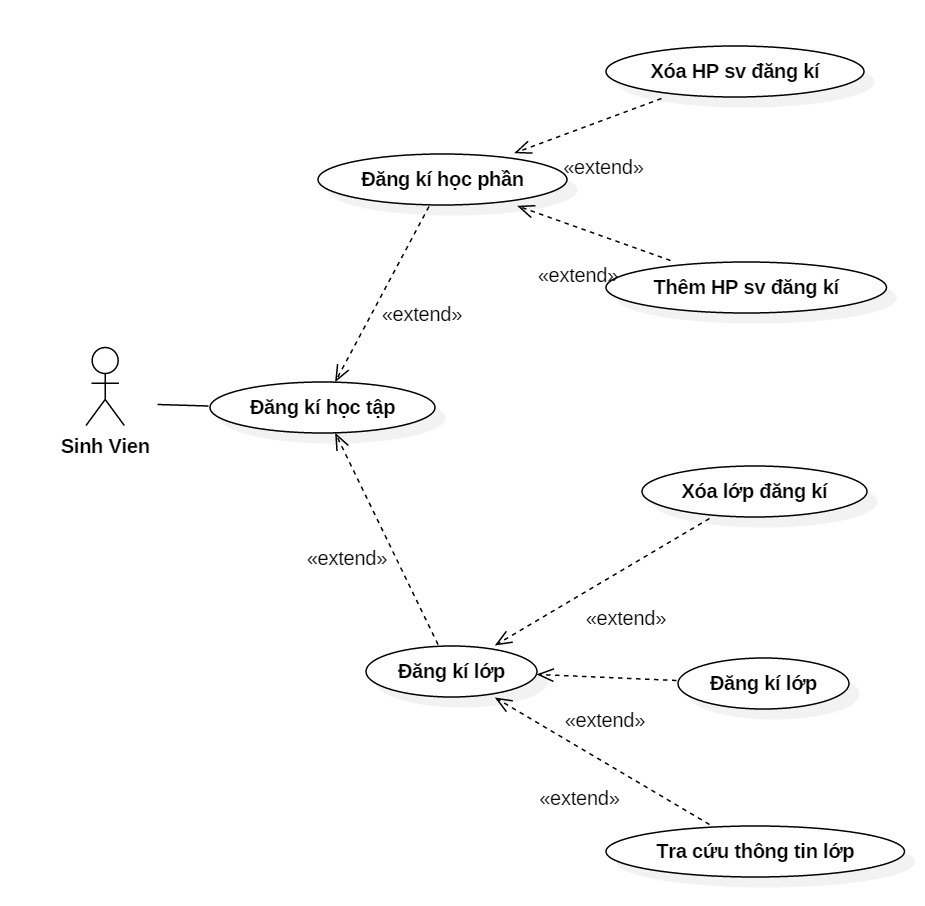 Xóa HP sv đăng kí
«extend»
Đăng kí học phần
«extend»
Thêm HP sv đăng kí
«extend»
Đăng kí học tập
Sinh Vien
Xóa lớp đăng kí
«extend»
«extend»
Đăng kí lớp
Đăng kí lớp
«extend»
«extend»
Tra cứu thông tin lớp